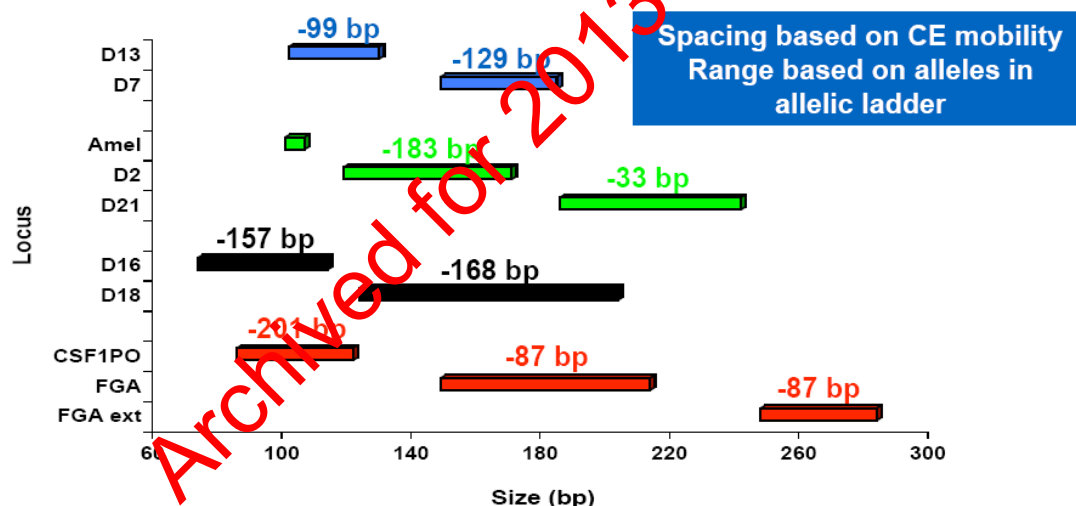 -99 bp
D13
-129 bp
D7
Spacing based on CE mobility
Range based on alleles in
allelic ladder
Amel
-183 bp
D2
-33 bp
D21
Locus
-157 bp
D16
-168 bp
D18
-201 bp
CSF1PO
-87 bp
FGA
-87 bp
FGA ext
60 100 140 180 220 260 300
Size (bp)
Archived for 2013